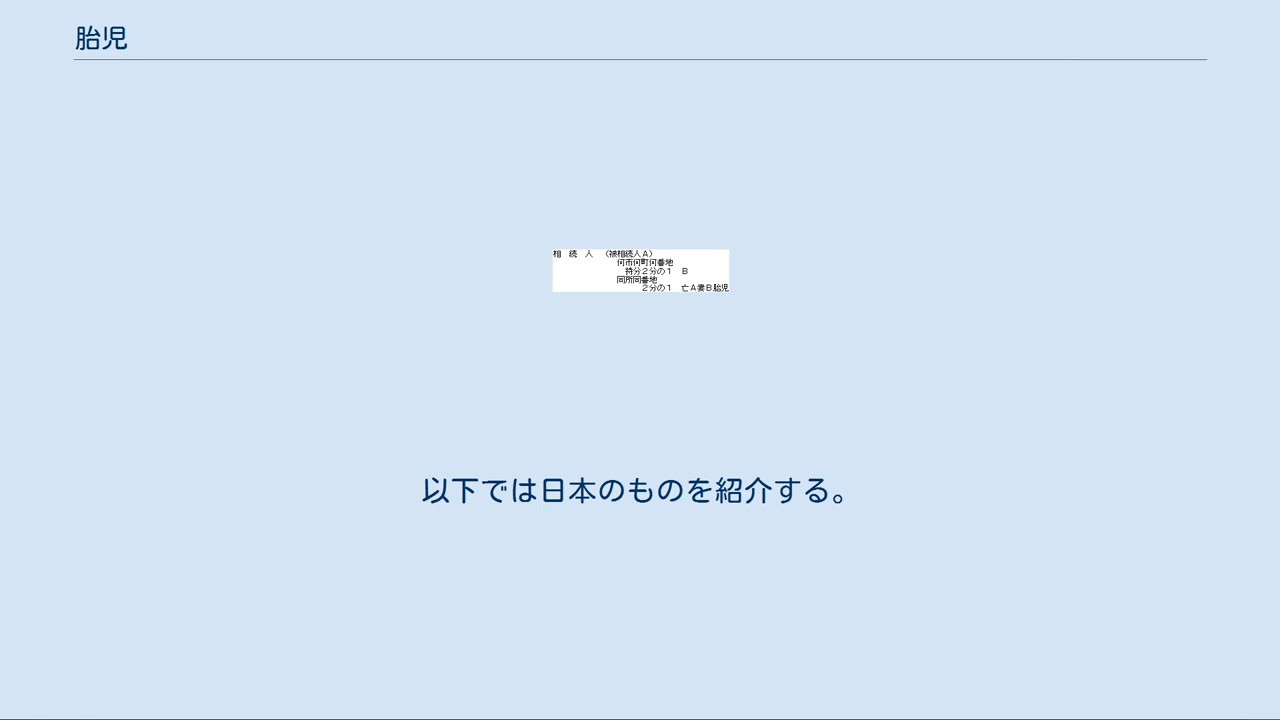 胎児
相　続　人　（被相続人Ａ）
何市何町何番地
持分２分の１　Ｂ
同所同番地
２分の１　亡Ａ妻Ｂ胎児
以下では日本のものを紹介する。